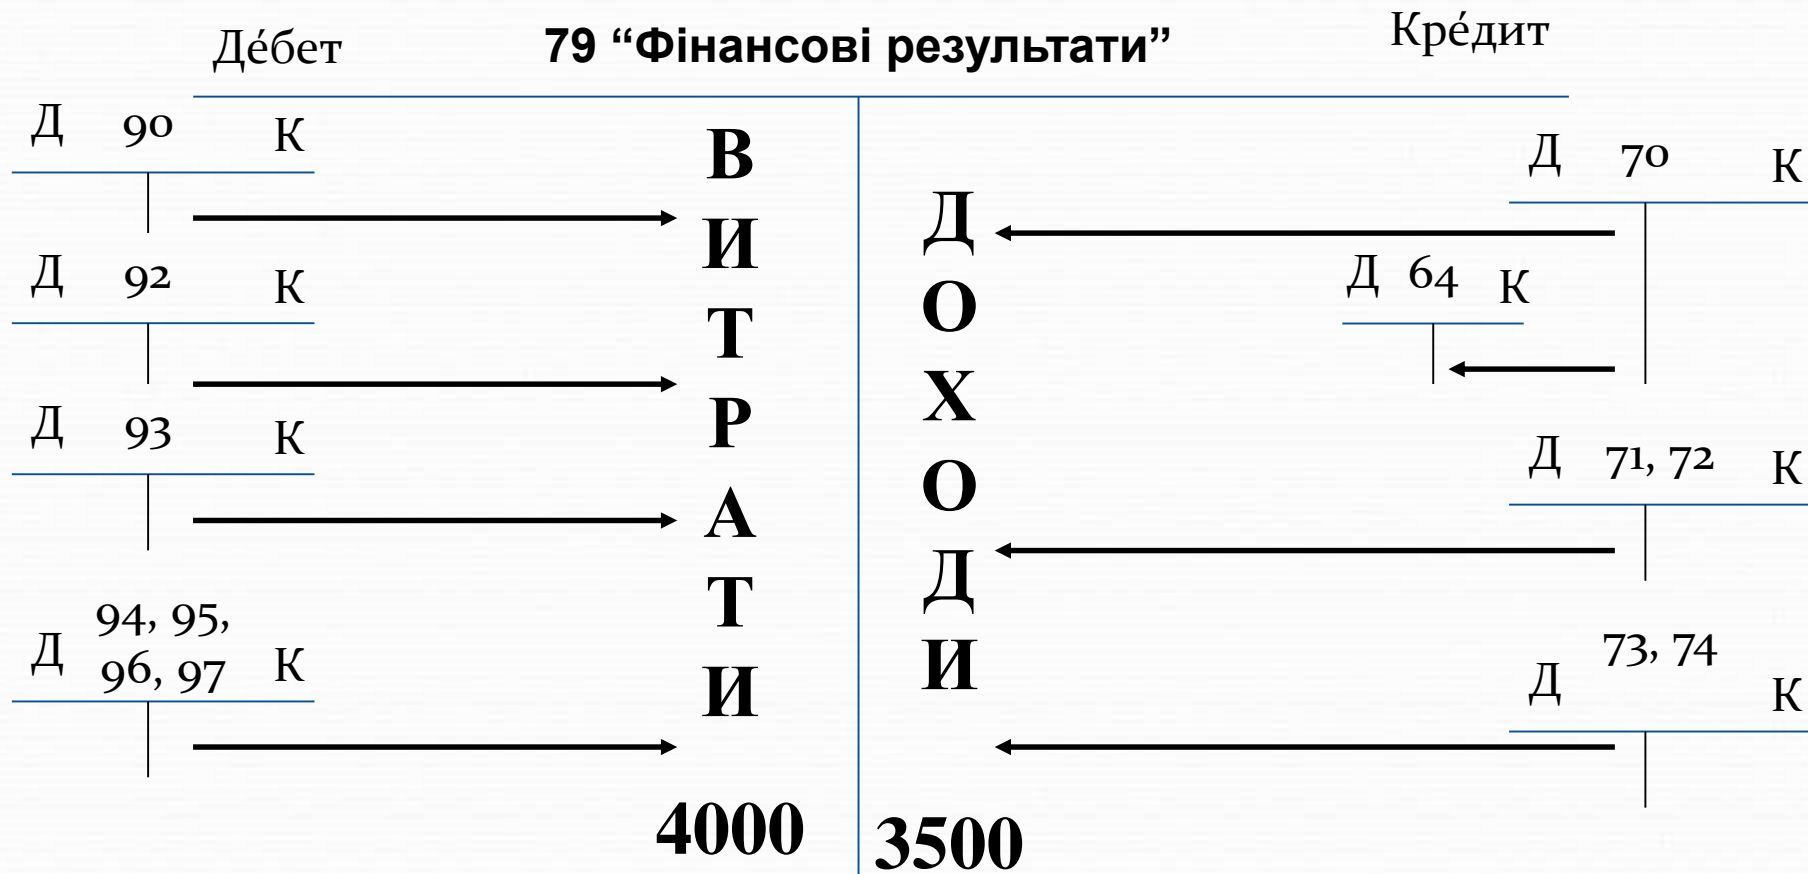 Де́бет
79 “Фінансові результати”
Кре́дит
Д 90 К
Д 92 К
Д 93 К
Д 94, 95, К
96, 97
В
И
Т
Р
А
Т
И
4000
Д
О
Х
О
Д
И
3500
Д 70 К
Д 64 К
Д 71, 72 К
Д 73, 74 К